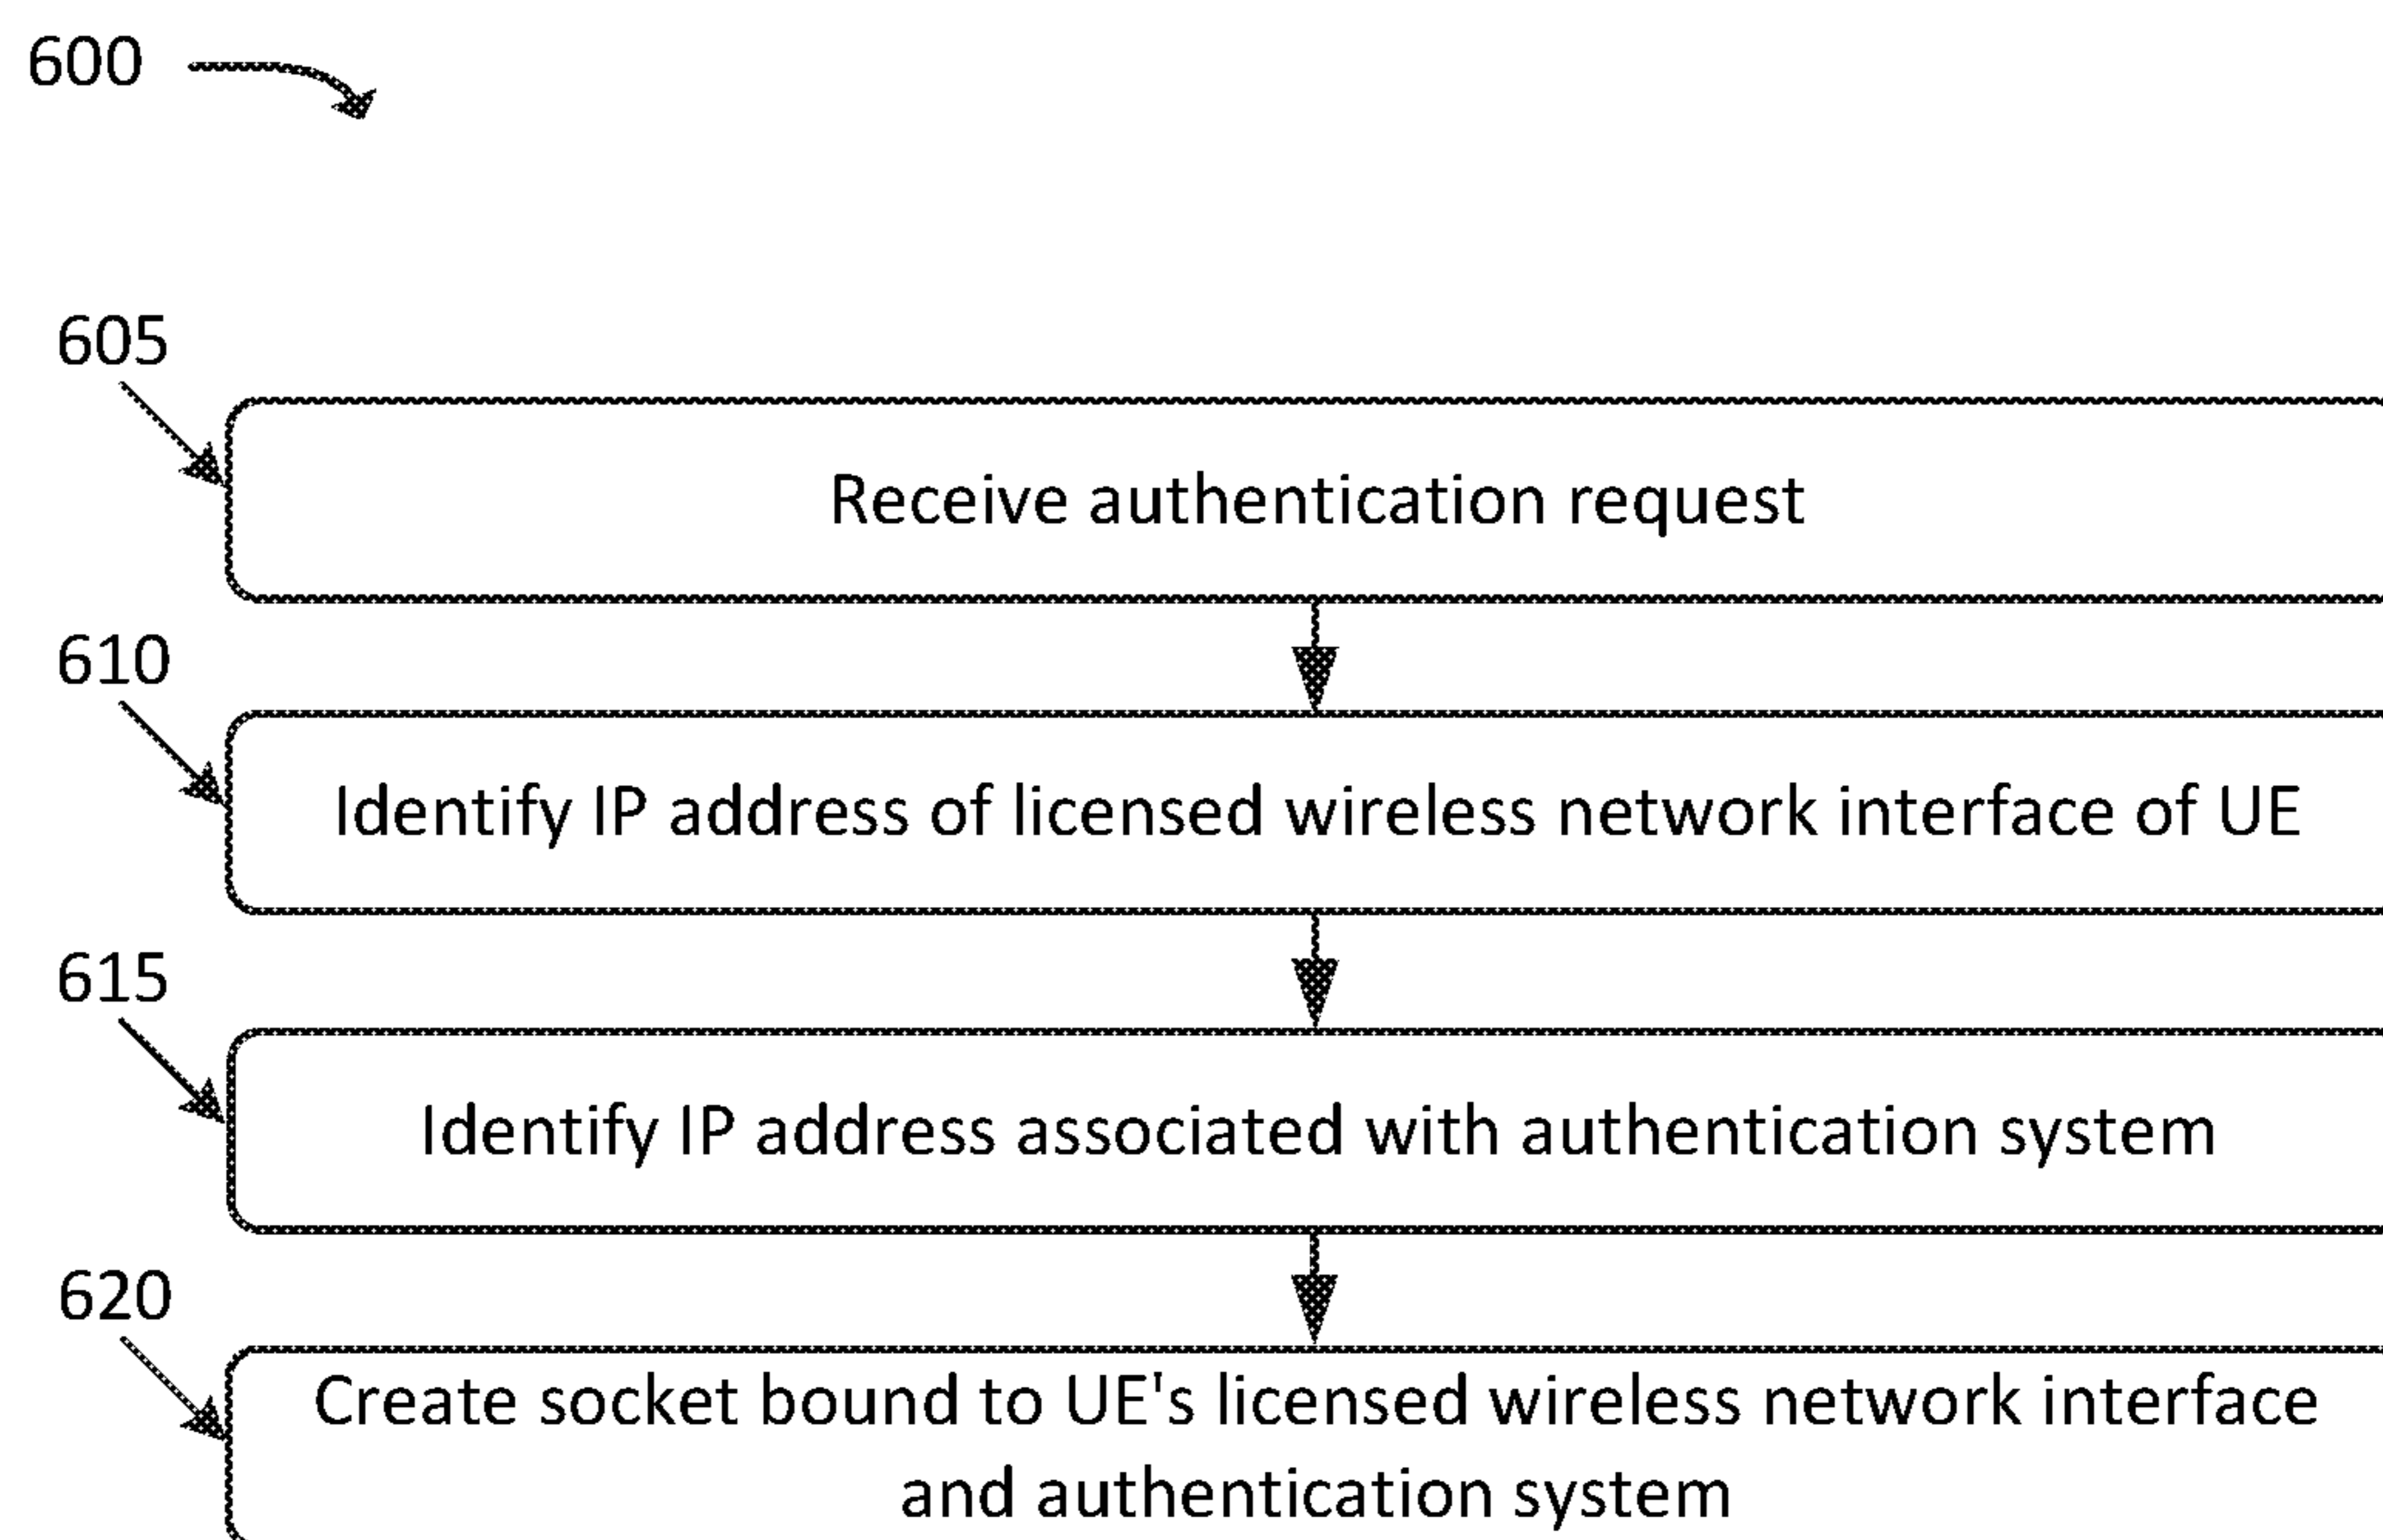 600
605
Receive authentication request
610
Identify IP address of licensed wireless network interface of UE
615
Identify IP address associated with authentication system
620
Create socket bound to UE's licensed wireless network interface
and authentication system